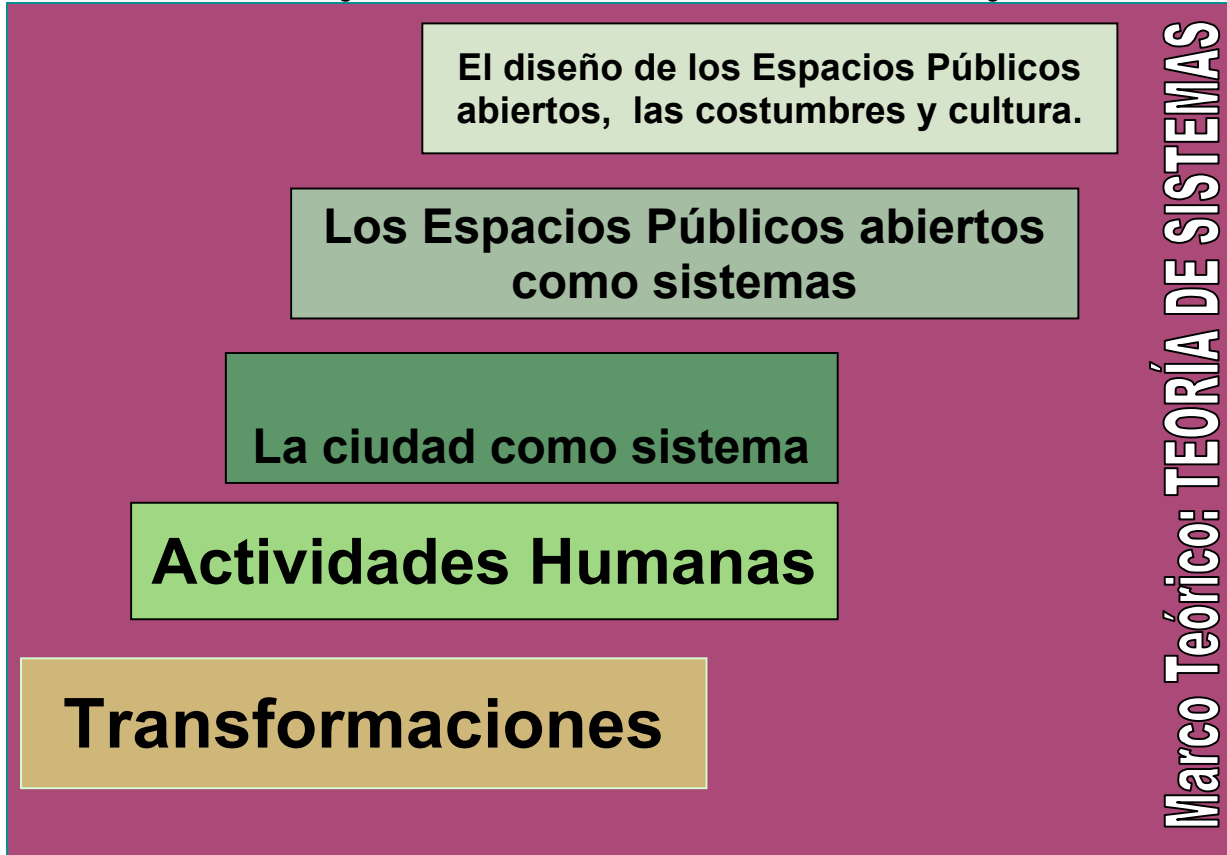 El diseño de los Espacios Públicos
abiertos, las costumbres y cultura.
Los Espacios Públicos abiertos
como sistemas
La ciudad como sistema
Actividades Humanas
Transformaciones
Marco Teórico: TEORÍA DE SISTEMAS